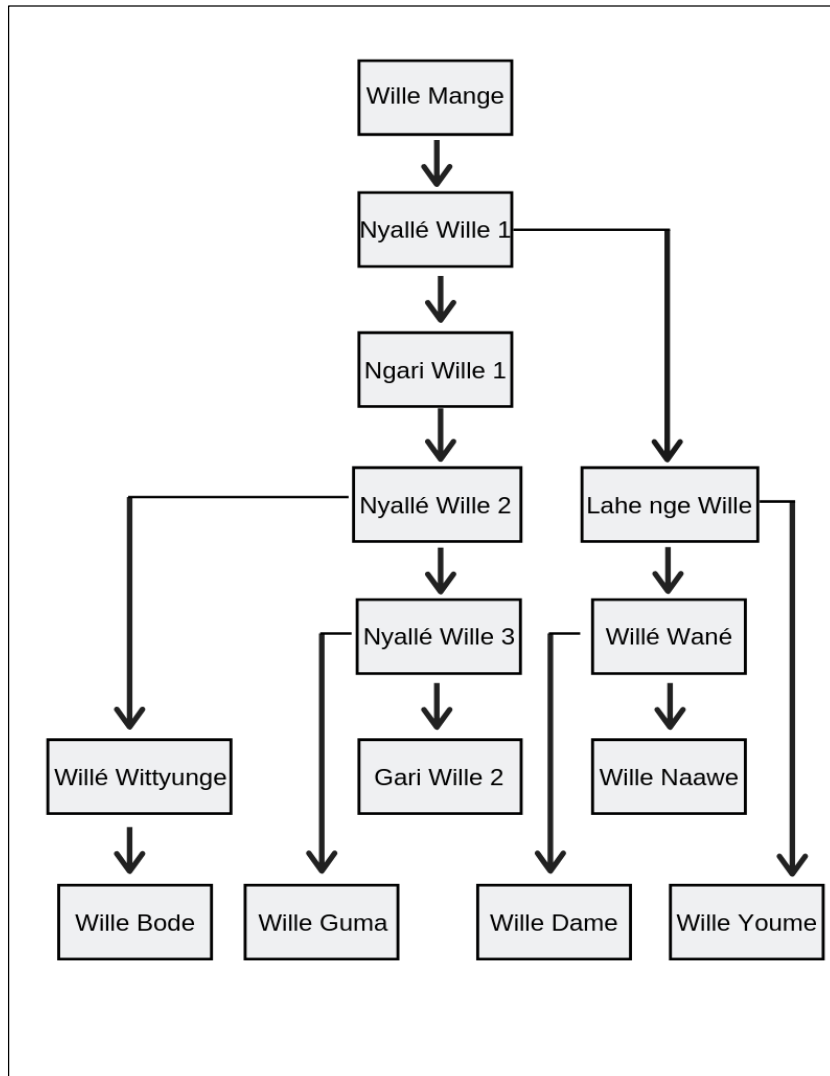 Wille Mange
Nyallé Wille 1
Ngari Wille 1
Nyallé Wille 2
Lahe nge Wille
Nyallé Wille 3
Willé Wané
Willé Wittyunge
Gari Wille 2
Wille Naawe
Wille Bode
Wille Guma
Wille Dame
Wille Youme